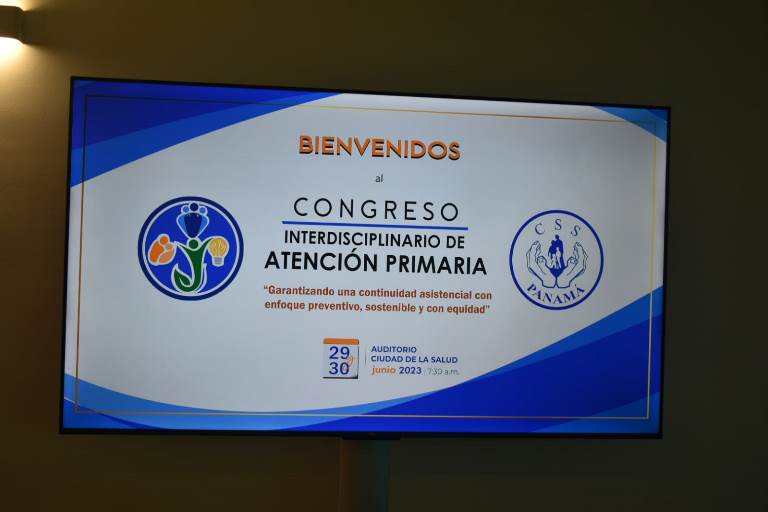 BIENVENIDOS
al
CONGRESO
INTERDISCIPLINARIO DE
ATENCIÓN PRIMARIA
"Garantizando una continuidad asistencial con
enfoque preventivo, sostenible y con equidad"
CSS
PANAMÁ
29
30
AUDITORIO
CIUDAD DE LA SALUD
junio 2023 7:30 a.m.